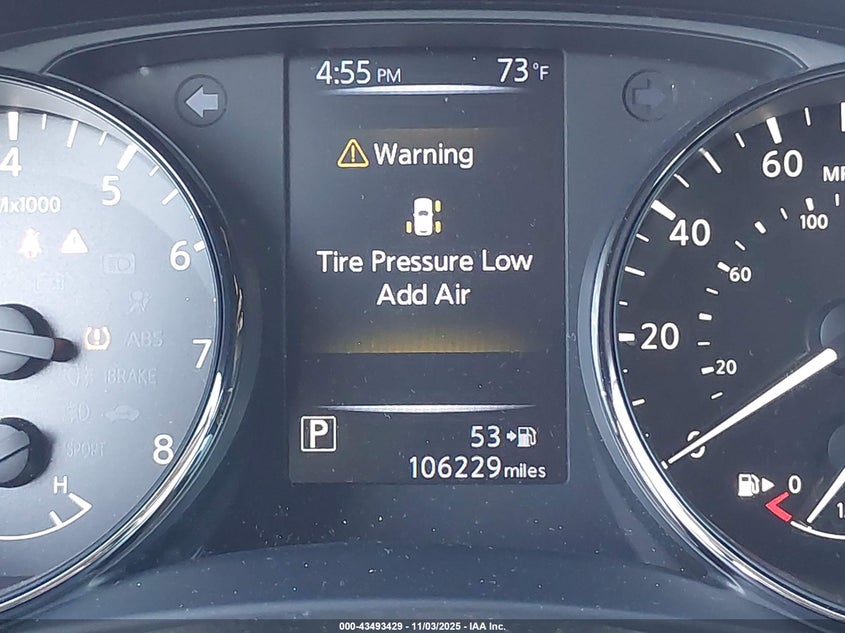 4:55 PM 73°F
Warning
Tire Pressure Low
Add Air
P
53
106229 miles
4
5
6
7
8
x1000
ABS
BRAKE
SPORT
H
0
20
40
60
20
60
100
0
000-43493429 - 11/03/2025 - IAA Inc.